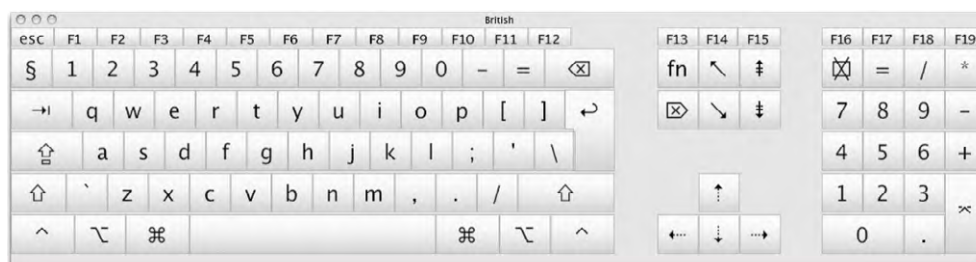 British
esc F1 F2 F3 F4 F5 F6 F7 F8 F9 F10 F11 F12 F13 F14 F15 F16 F17 F18 F19
§ 1 2 3 4 5 6 7 8 9 0 - = ⌫ fn ↖ ⇞ ⌧ = / *
⇥ q w e r t y u i o p [ ] ↩ ⌦ ↘ ⇟ 7 8 9 -
⇪ a s d f g h j k l ; ' \ 4 5 6 +
⇧ ` z x c v b n m , . / ⇧ ⇡ 1 2 3 ⌤
⌃ ⌥ ⌘ ⌘ ⌥ ⌃ ⇠ ⇣ ⇢ 0 .